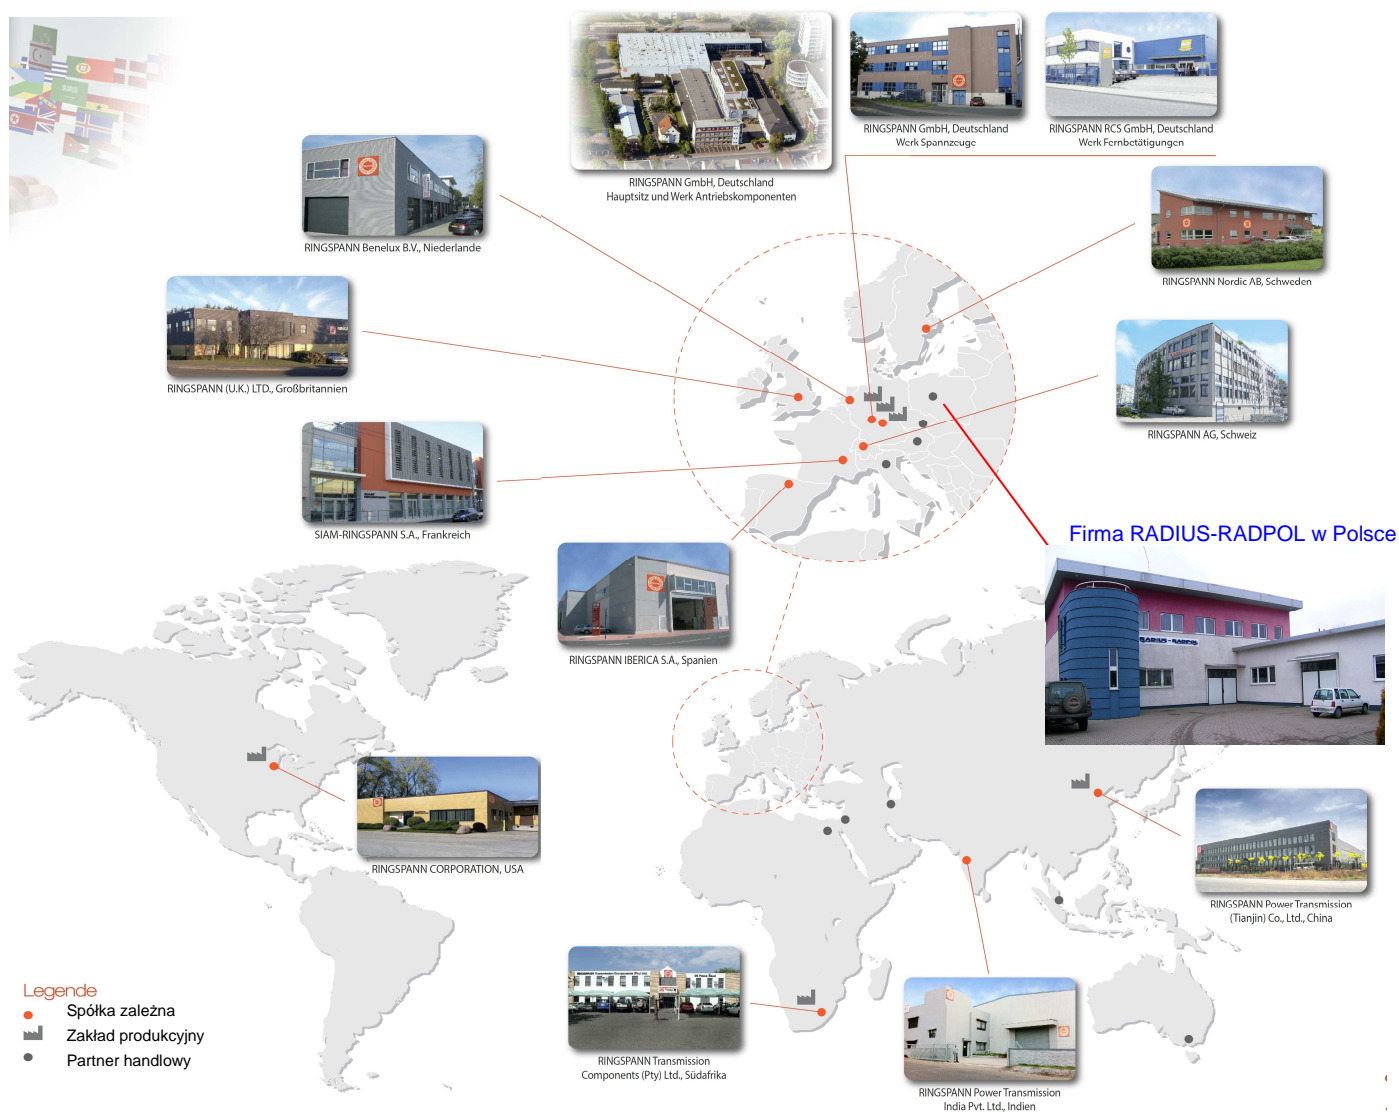 RINGSPANN GmbH, Deutschland
Werk Spannzeuge
RINGSPANN RCS GmbH, Deutschland
Werk Fernbetätigungen
RINGSPANN GmbH, Deutschland
Hauptsitz und Werk Antriebskomponenten
RINGSPANN Benelux B.V., Niederlande
RINGSPANN Nordic AB, Schweden
RINGSPANN (U.K.) LTD., Großbritannien
RINGSPANN AG, Schweiz
SIAM-RINGSPANN S.A., Frankreich
Firma RADIUS-RADPOL w Polsce
RADIUS-RADPOL
RINGSPANN IBERICA S.A., Spanien
RINGSPANN CORPORATION, USA
RINGSPANN Power Transmission
(Tianjin) Co., Ltd., China
Legende
Spółka zależna
Zakład produkcyjny
Partner handlowy
RINGSPANN Transmission
Components (Pty) Ltd., Südafrika
RINGSPANN Power Transmission
India Pvt. Ltd., Indien